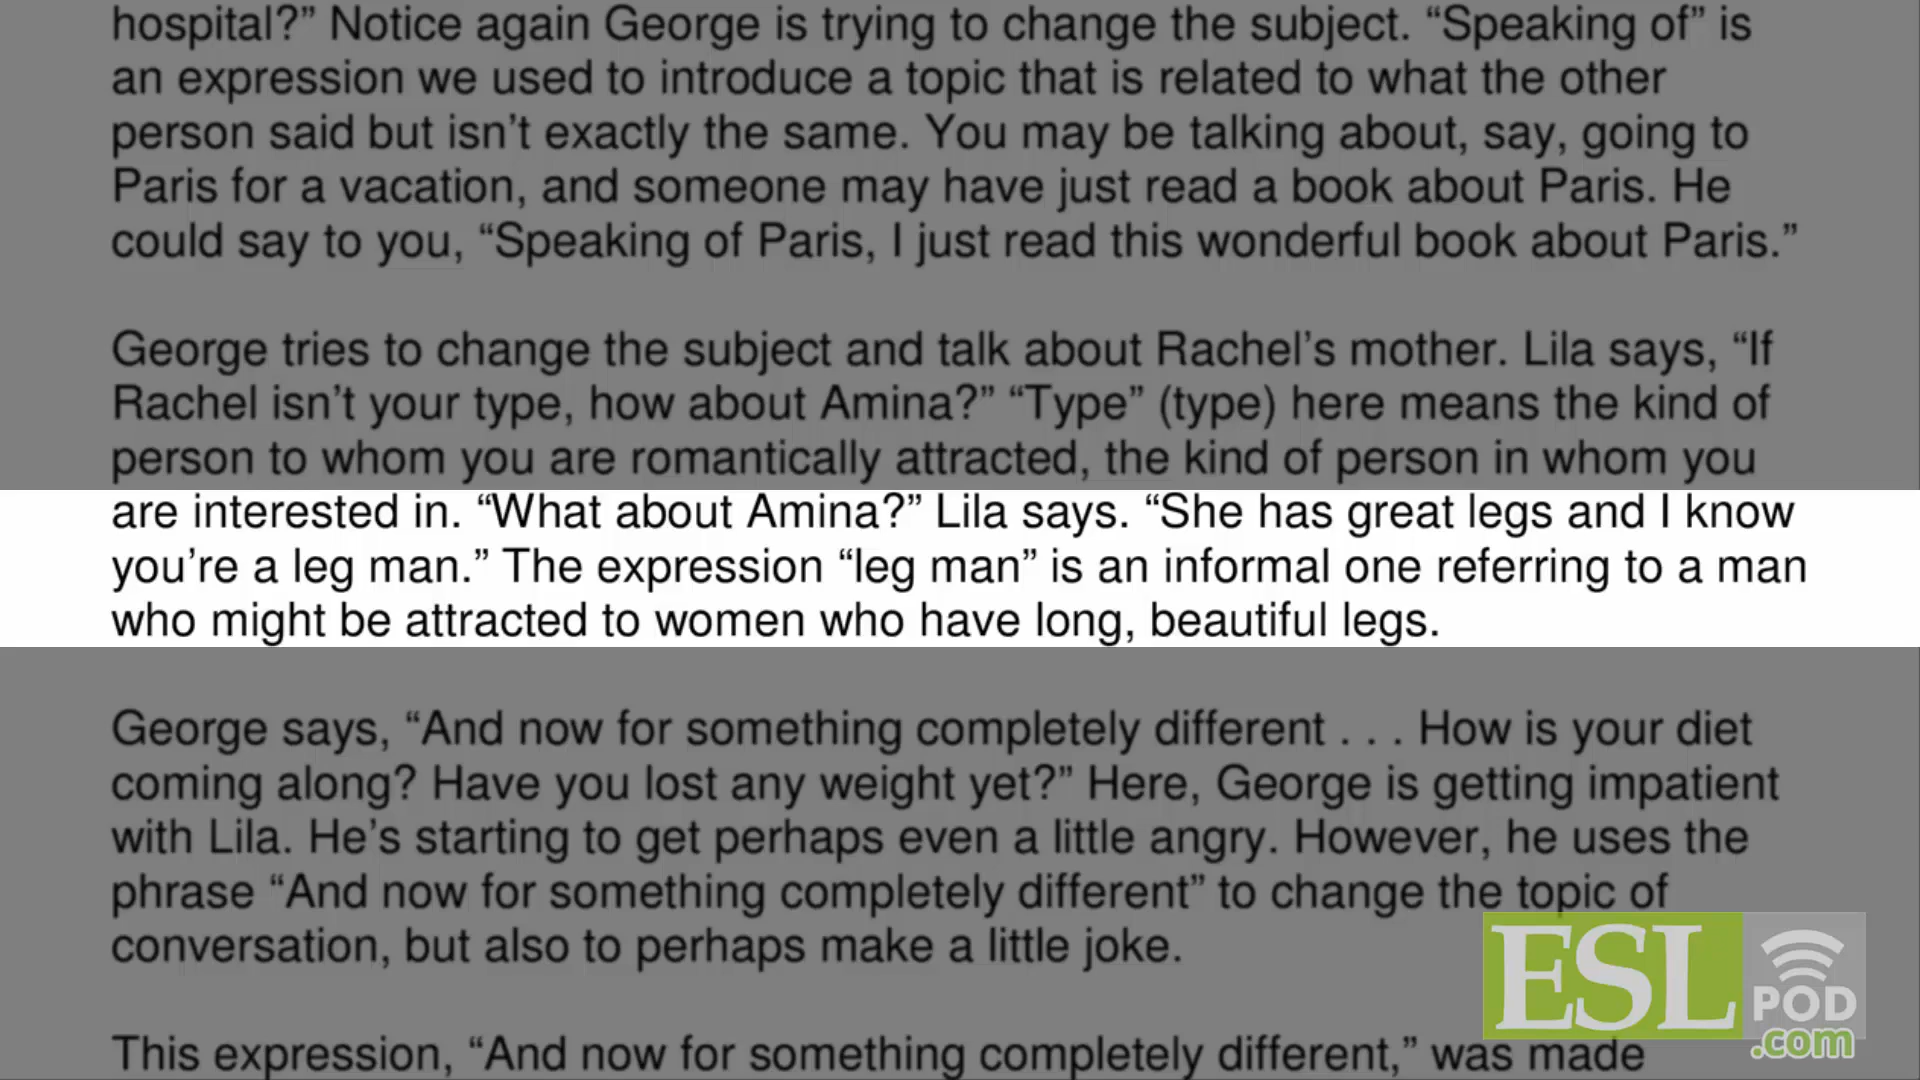 hospital?” Notice again George is trying to change the subject. “Speaking of” is
an expression we used to introduce a topic that is related to what the other
person said but isn’t exactly the same. You may be talking about, say, going to
Paris for a vacation, and someone may have just read a book about Paris. He
could say to you, “Speaking of Paris, I just read this wonderful book about Paris.”
George tries to change the subject and talk about Rachel’s mother. Lila says, “If
Rachel isn’t your type, how about Amina?” “Type” (type) here means the kind of
person to whom you are romantically attracted, the kind of person in whom you
are interested in. “What about Amina?” Lila says. “She has great legs and I know
you’re a leg man.” The expression “leg man” is an informal one referring to a man
who might be attracted to women who have long, beautiful legs.
George says, “And now for something completely different . . . How is your diet
coming along? Have you lost any weight yet?” Here, George is getting impatient
with Lila. He’s starting to get perhaps even a little angry. However, he uses the
phrase “And now for something completely different” to change the topic of
conversation, but also to perhaps make a little joke.
This expression, “And now for something completely different,” was made
ESL
POD
.com